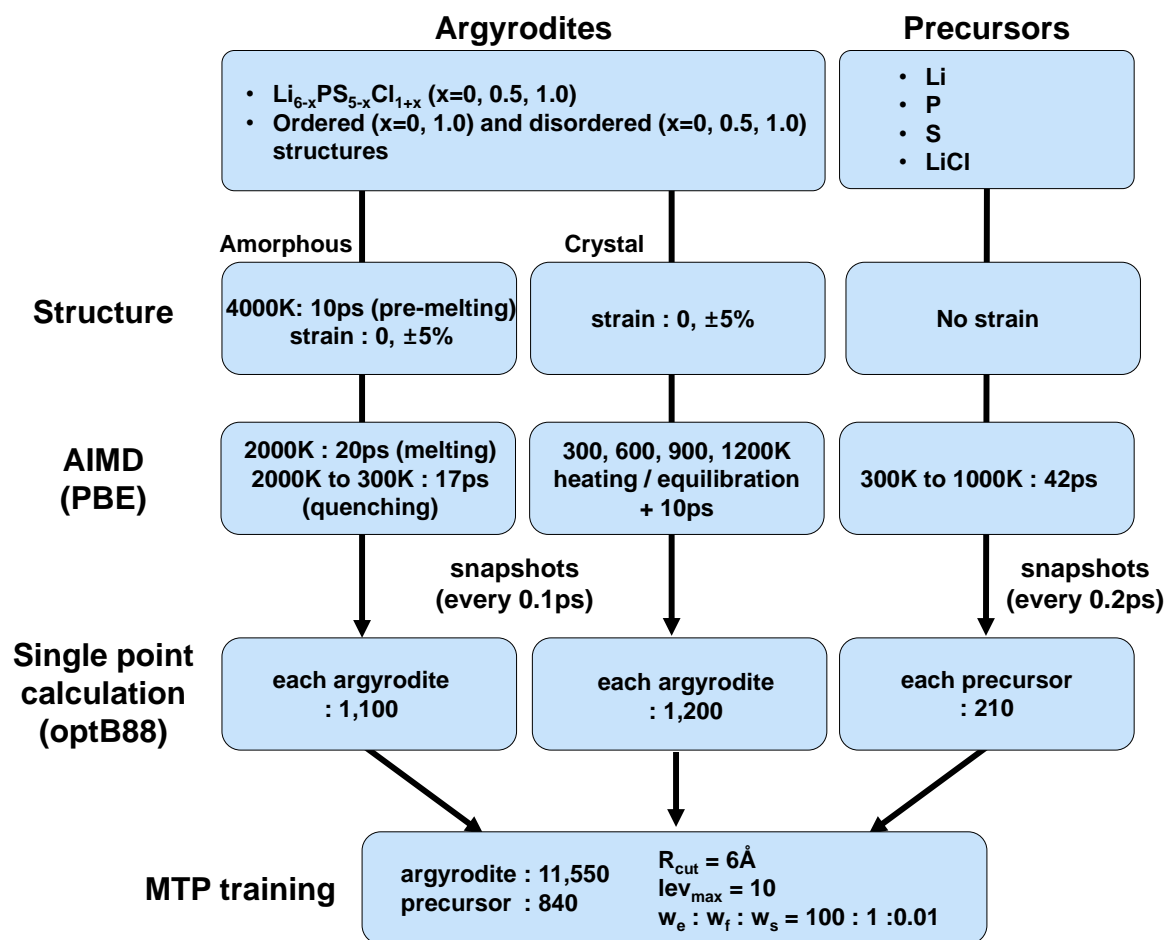 Argyrodites
Precursors
• Li6-xPS5-xCl1+x (x=0, 0.5, 1.0)
• Ordered (x=0, 1.0) and disordered (x=0, 0.5, 1.0)
structures
• Li
• P
• S
• LiCl
Amorphous
Crystal
Structure
4000K: 10ps (pre-melting)
strain : 0, ±5%
strain : 0, ±5%
No strain
AIMD
(PBE)
2000K : 20ps (melting)
2000K to 300K : 17ps
(quenching)
300, 600, 900, 1200K
heating / equilibration
+ 10ps
300K to 1000K : 42ps
snapshots
(every 0.1ps)
snapshots
(every 0.2ps)
Single point
calculation
(optB88)
each argyrodite
: 1,100
each argyrodite
: 1,200
each precursor
: 210
MTP training
argyrodite : 11,550
precursor : 840
Rcut = 6Å
levmax = 10
we : wf : ws = 100 : 1 :0.01